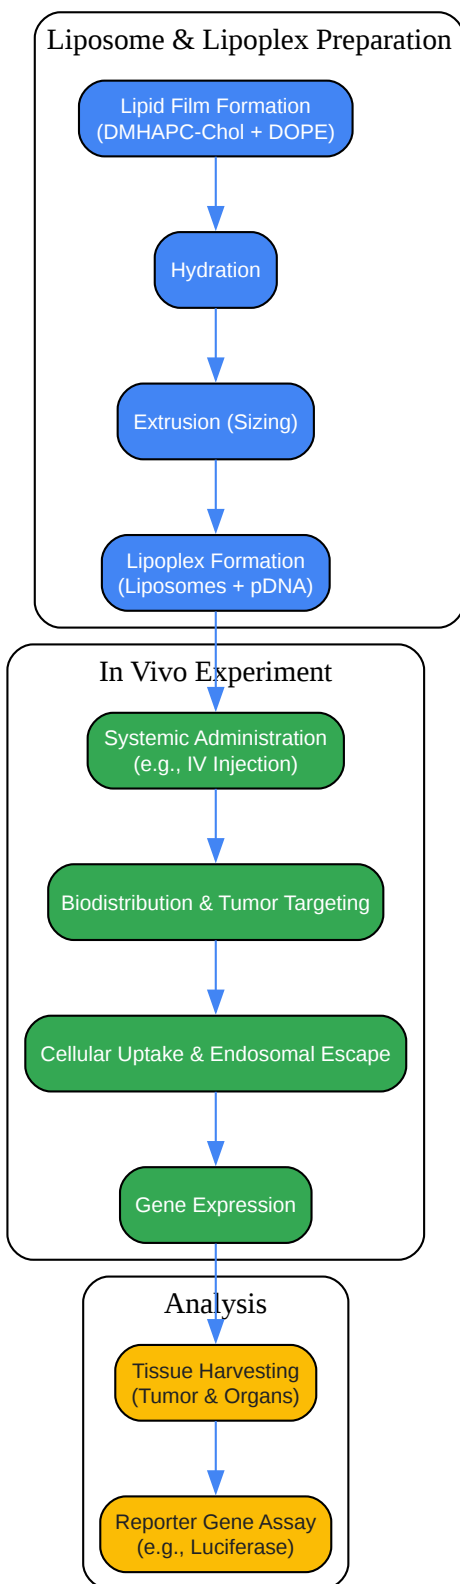 Liposome & Lipoplex Preparation
Lipid Film Formation
(DMHAPC-Chol + DOPE)
Hydration
Extrusion (Sizing)
Lipoplex Formation
(Liposomes + pDNA)
In Vivo Experiment
Systemic Administration
(e.g., IV Injection)
Biodistribution & Tumor Targeting
Cellular Uptake & Endosomal Escape
Gene Expression
Analysis
Tissue Harvesting
(Tumor & Organs)
Reporter Gene Assay
(e.g., Luciferase)